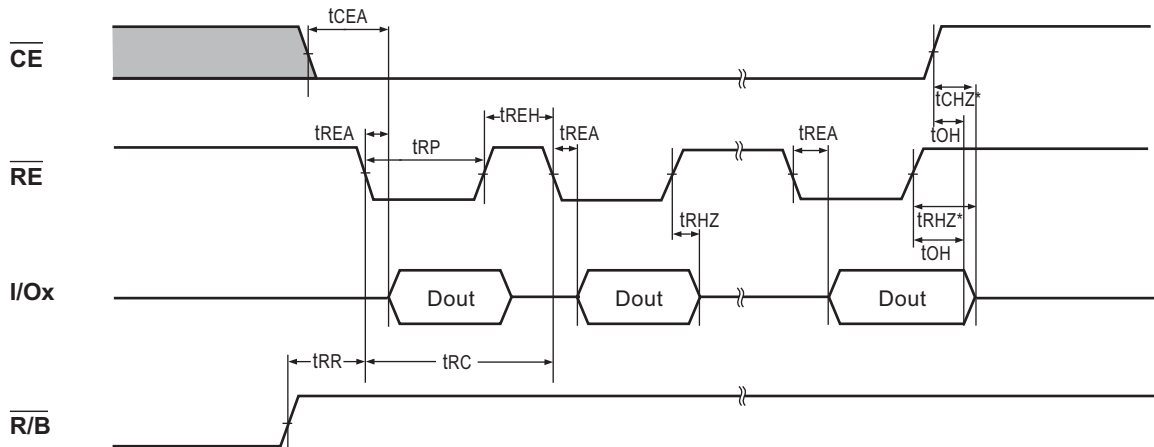 tCEA
CE
tCHZ*
tREH
tREA
tREA
tREA
tOH
tRP
RE
tRHZ
tRHZ*
tOH
I/Ox
Dout
Dout
Dout
tRR
tRC
R/B